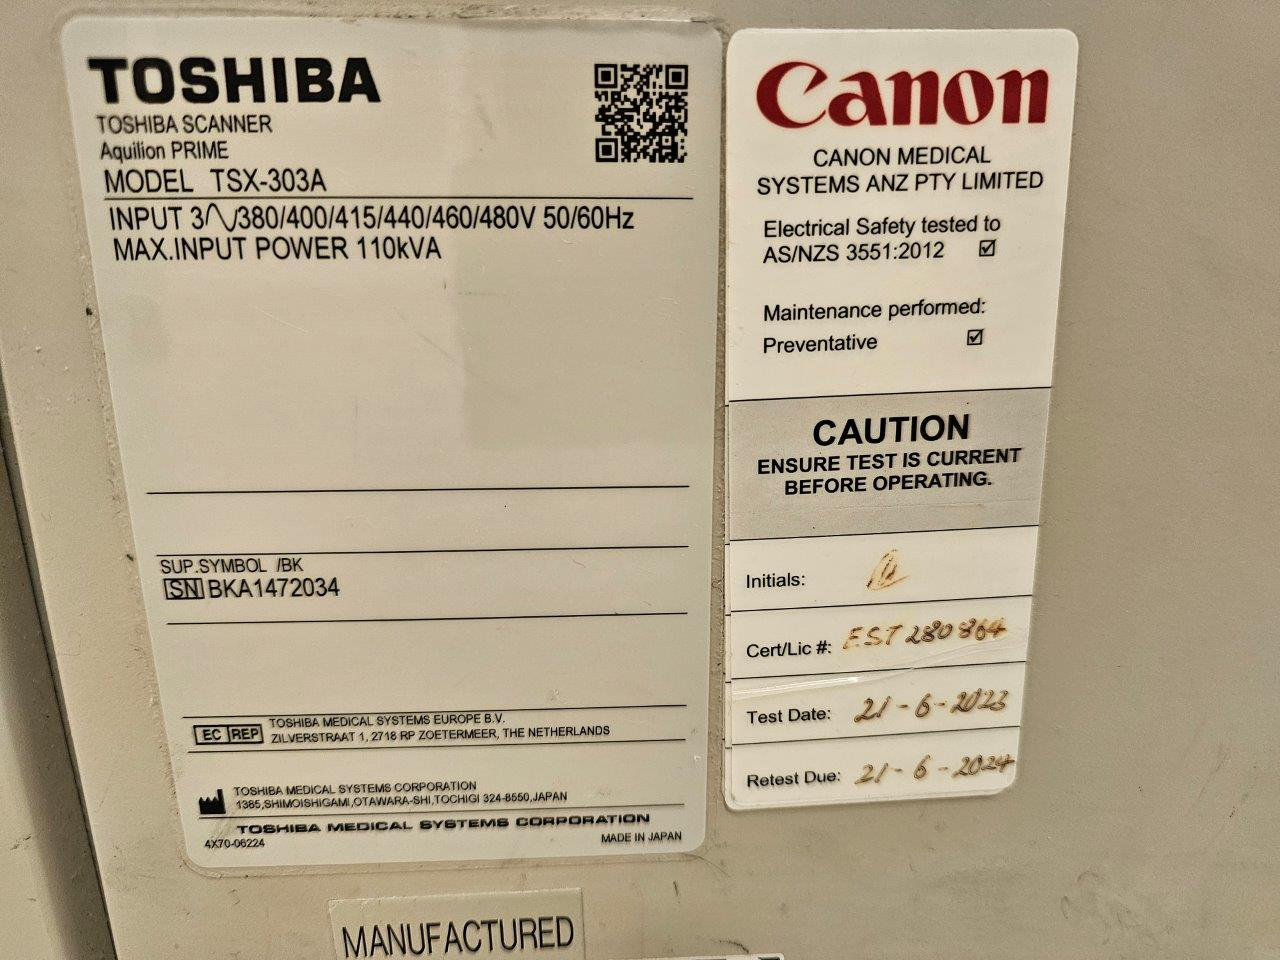 TOSHIBA
TOSHIBA SCANNER
Aquilion PRIME
MODEL TSX-303A
INPUT 3∿380/400/415/440/460/480V 50/60Hz
MAX.INPUT POWER 110kVA
SUP.SYMBOL /BK
SN BKA1472034
EC REP
TOSHIBA MEDICAL SYSTEMS EUROPE B.V.
ZILVERSTRAAT 1, 2718 RP ZOETERMEER, THE NETHERLANDS
TOSHIBA MEDICAL SYSTEMS CORPORATION
1385,SHIMOISHIGAMI,OTAWARA-SHI,TOCHIGI 324-8550,JAPAN
TOSHIBA MEDICAL SYSTEMS CORPORATION
4X70-06224
MADE IN JAPAN
MANUFACTURED
Canon
CANON MEDICAL
SYSTEMS ANZ PTY LIMITED
Electrical Safety tested to
AS/NZS 3551:2012 ☑
Maintenance performed:
Preventative ☑
CAUTION
ENSURE TEST IS CURRENT
BEFORE OPERATING.
Initials:
Cert/Lic #: EST 280864
Test Date: 21-6-2023
Retest Due: 21-6-2024